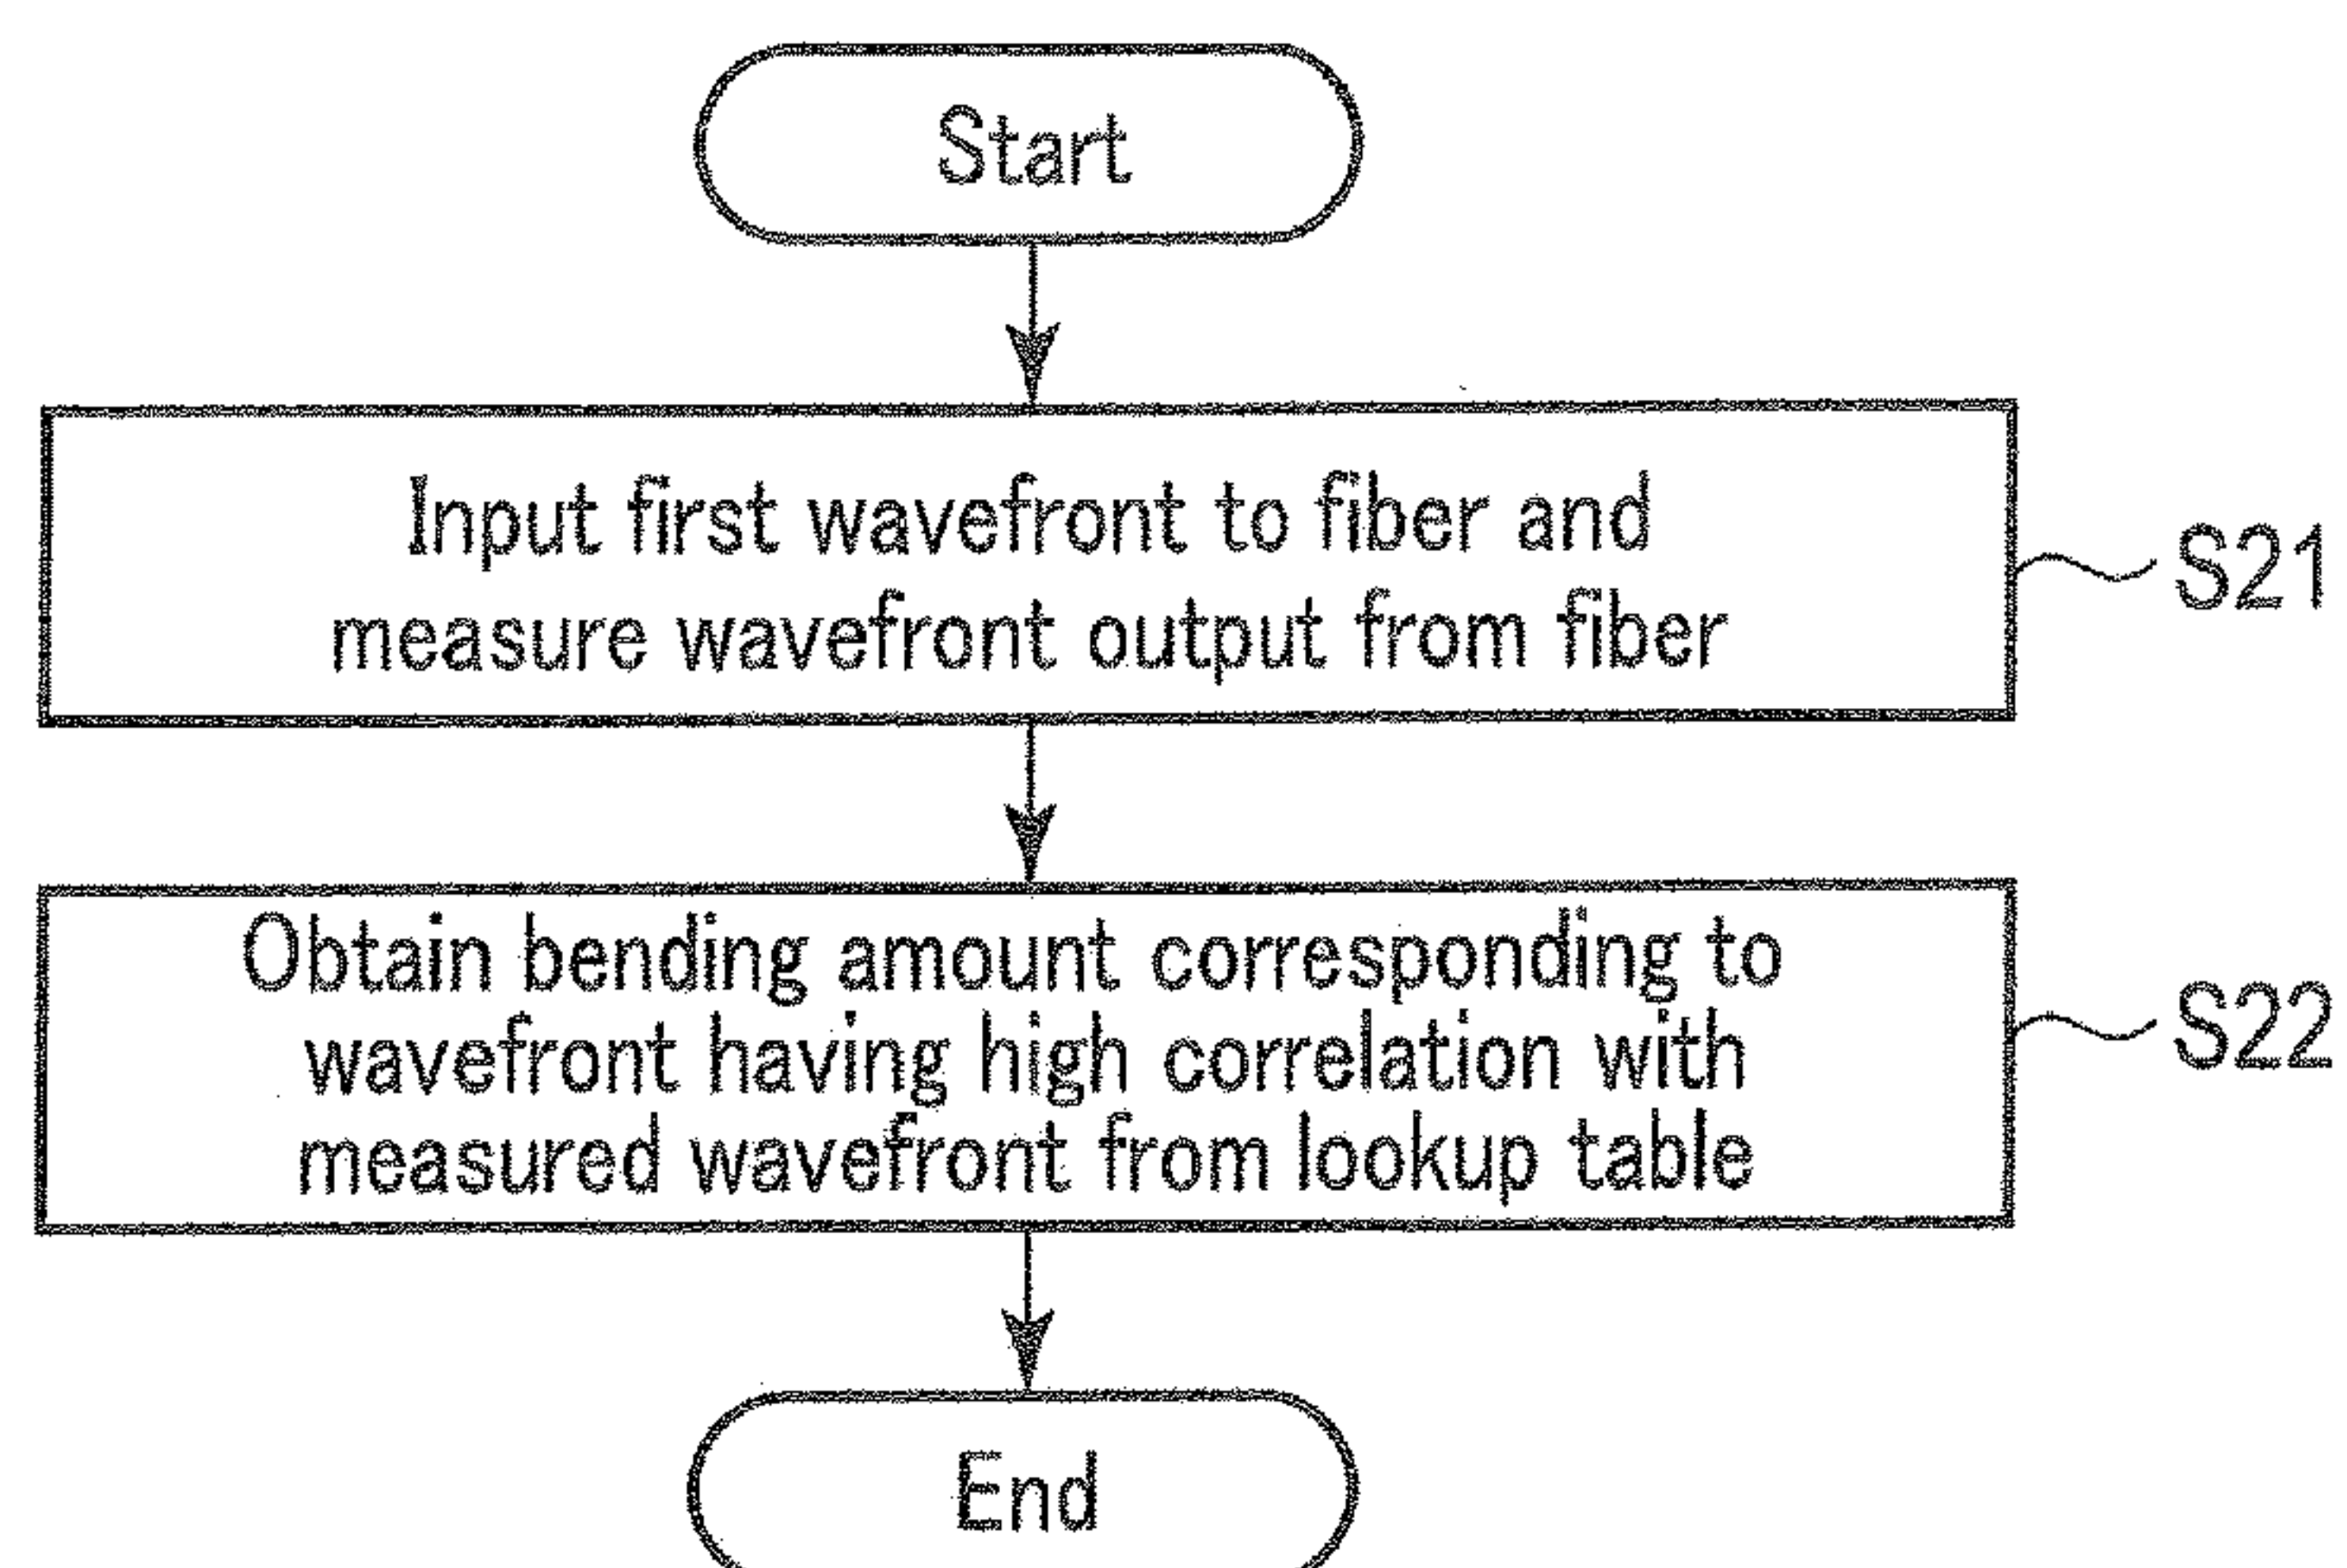 Start
Input first wavefront to fiber and
measure wavefront output from fiber
S21
Obtain bending amount corresponding to
wavefront having high correlation with
measured wavefront from lookup table
S22
End